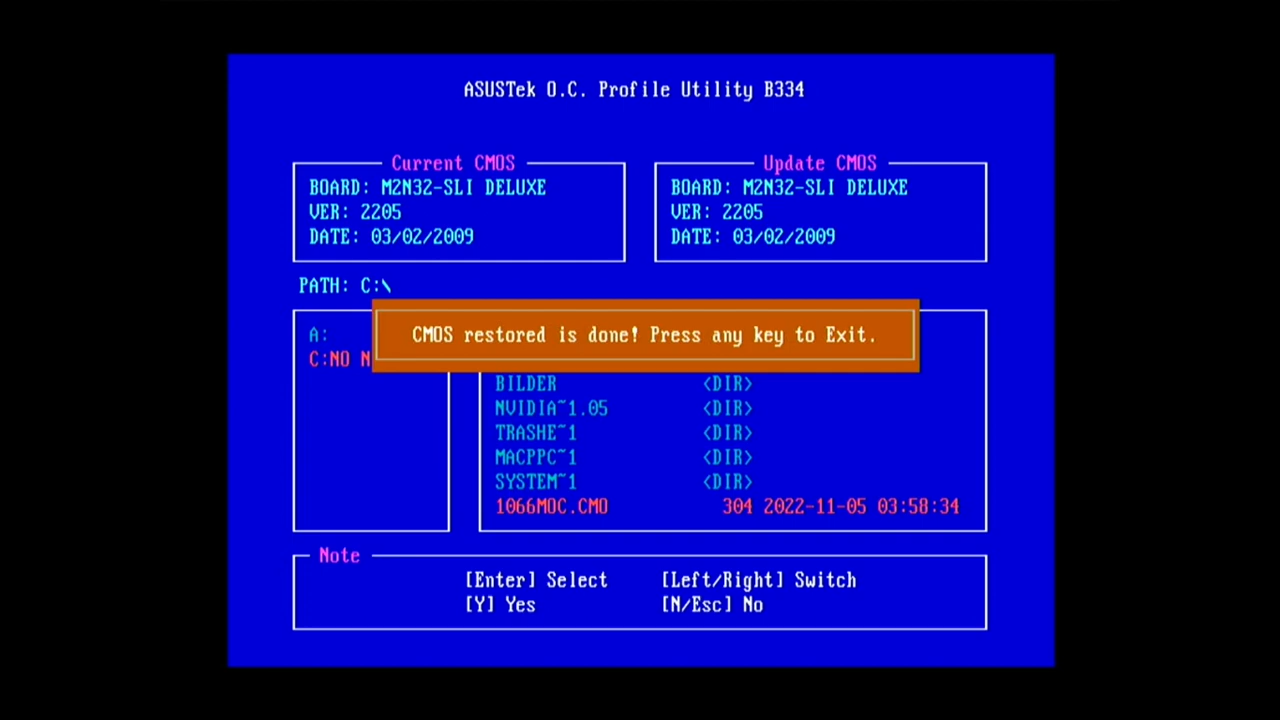 ASUSTek O.C. Profile Utility B334
Current CMOS
BOARD: M2N32-SLI DELUXE
VER: 2205
DATE: 03/02/2009
Update CMOS
BOARD: M2N32-SLI DELUXE
VER: 2205
DATE: 03/02/2009
PATH: C:\
CMOS restored is done! Press any key to Exit.
A:
C:NO N
BILDER <DIR>
NVIDIA~1.05 <DIR>
TRASHE~1 <DIR>
MACPPC~1 <DIR>
SYSTEM~1 <DIR>
1066MOC.CMO 304 2022-11-05 03:58:34
Note
[Enter] Select [Left/Right] Switch
[Y] Yes [N/Esc] No